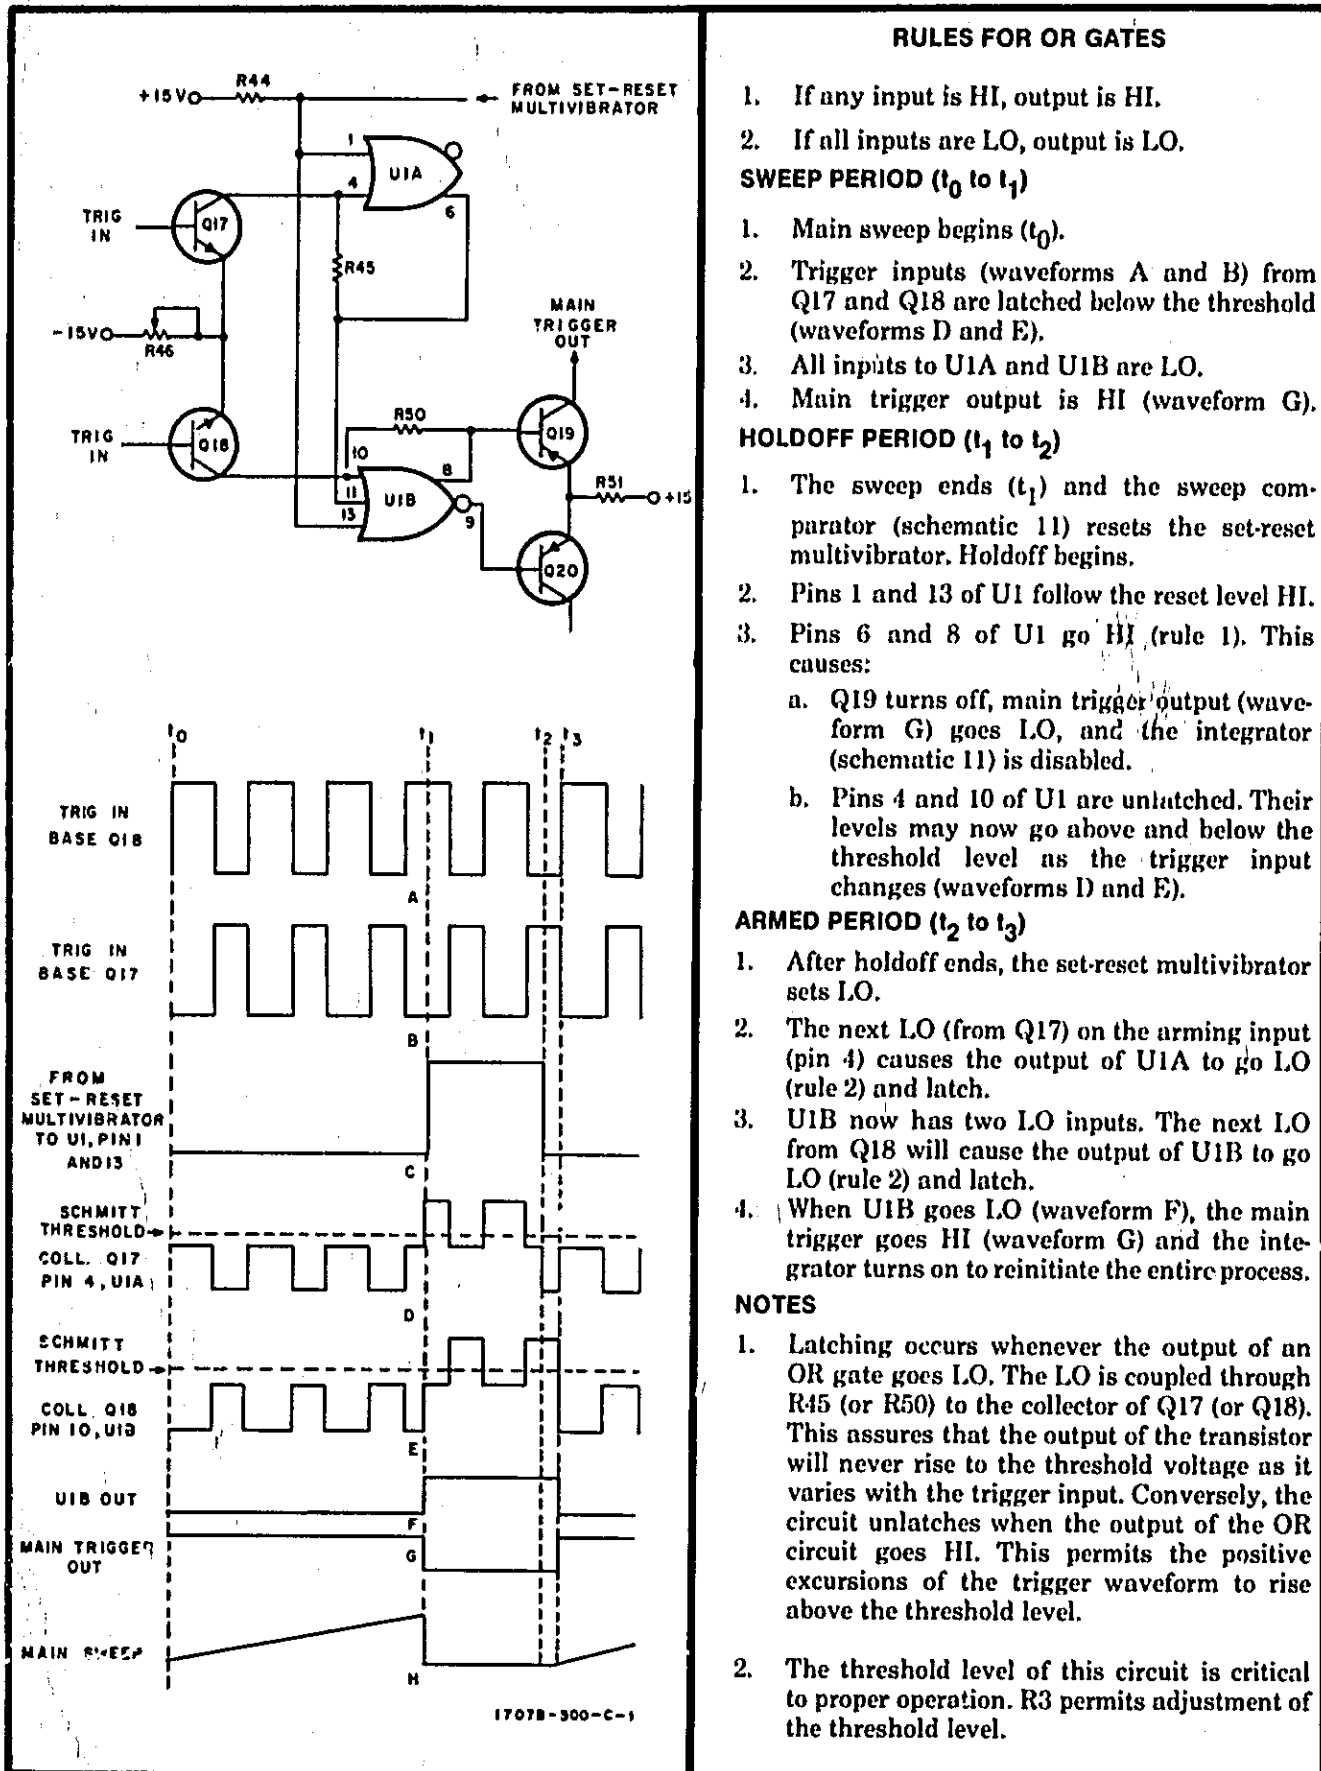 R44
+15V
FROM SET-RESET
MULTIVIBRATOR
1
U1A
4
6
TRIG
IN
Q17
R45
-15V
R46
MAIN
TRIGGER
OUT
TRIG
IN
Q18
R50
10
8
11
U1B
13
9
Q19
R51
+15
Q20
t0
t1
t2
t3
TRIG IN
BASE Q18
A
TRIG IN
BASE Q17
B
FROM
SET-RESET
MULTIVIBRATOR
TO U1, PIN 1
AND 13
C
SCHMITT
THRESHOLD
COLL. Q17
PIN 4, U1A
D
SCHMITT
THRESHOLD
COLL. Q18
PIN 10, U1B
E
U1B OUT
F
MAIN TRIGGER
OUT
G
MAIN SWEEP
H
1707B-300-C-1
RULES FOR OR GATES
1. If any input is HI, output is HI.
2. If all inputs are LO, output is LO.
SWEEP PERIOD (t0 to t1)
1. Main sweep begins (t0).
2. Trigger inputs (waveforms A and B) from
Q17 and Q18 are latched below the threshold
(waveforms D and E).
3. All inputs to U1A and U1B are LO.
4. Main trigger output is HI (waveform G).
HOLDOFF PERIOD (t1 to t2)
1. The sweep ends (t1) and the sweep com-
parator (schematic 11) resets the set-reset
multivibrator. Holdoff begins.
2. Pins 1 and 13 of U1 follow the reset level HI.
3. Pins 6 and 8 of U1 go HI (rule 1). This
causes:
a. Q19 turns off, main trigger output (wave-
form G) goes LO, and the integrator
(schematic 11) is disabled.
b. Pins 4 and 10 of U1 are unlatched. Their
levels may now go above and below the
threshold level as the trigger input
changes (waveforms D and E).
ARMED PERIOD (t2 to t3)
1. After holdoff ends, the set-reset multivibrator
sets LO.
2. The next LO (from Q17) on the arming input
(pin 4) causes the output of U1A to go LO
(rule 2) and latch.
3. U1B now has two LO inputs. The next LO
from Q18 will cause the output of U1B to go
LO (rule 2) and latch.
4. When U1B goes LO (waveform F), the main
trigger goes HI (waveform G) and the inte-
grator turns on to reinitiate the entire process.
NOTES
1. Latching occurs whenever the output of an
OR gate goes LO. The LO is coupled through
R45 (or R50) to the collector of Q17 (or Q18).
This assures that the output of the transistor
will never rise to the threshold voltage as it
varies with the trigger input. Conversely, the
circuit unlatches when the output of the OR
circuit goes HI. This permits the positive
excursions of the trigger waveform to rise
above the threshold level.
2. The threshold level of this circuit is critical
to proper operation. R3 permits adjustment of
the threshold level.